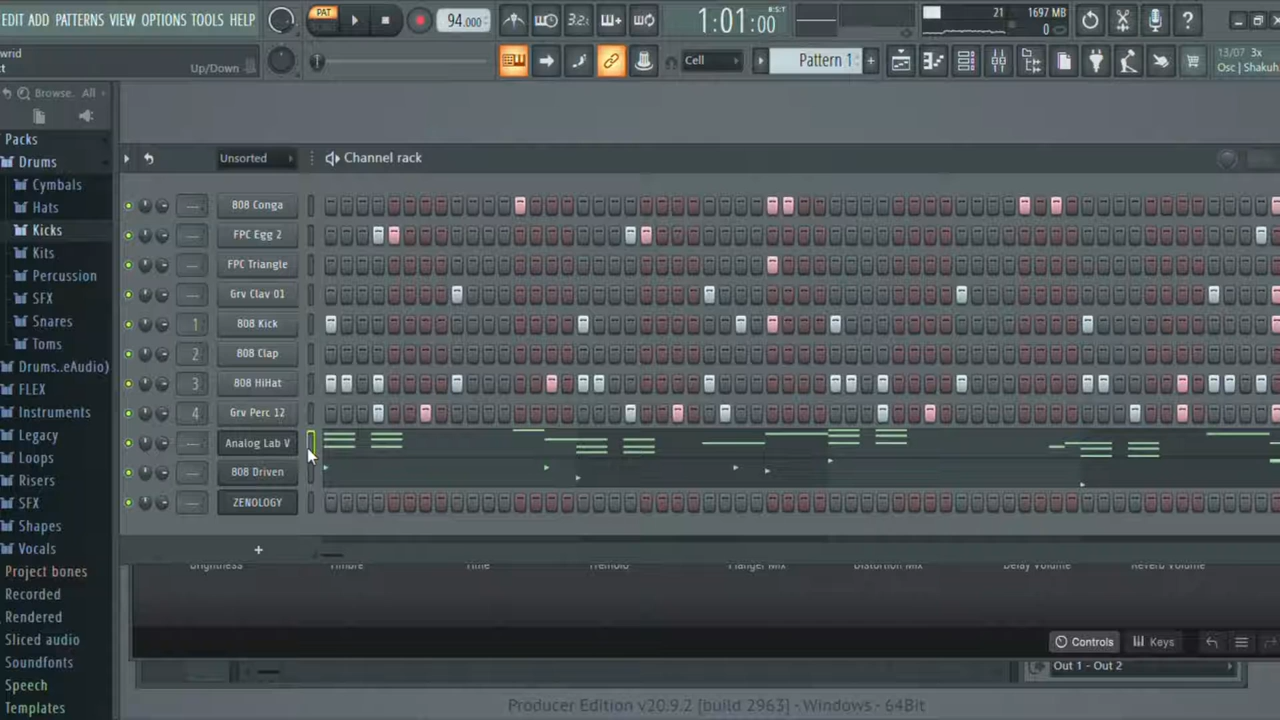 EDIT ADD PATTERNS VIEW OPTIONS TOOLS HELP
PAT
94.000
3.2:
1:01:00
B:S:T
21
1697 MB
0
Up/Down
Cell
Pattern 1
13/07 3x
Osc | Shakuh
Browse.. All
Packs
Drums
Cymbals
Hats
Kicks
Kits
Percussion
SFX
Snares
Toms
Drums..eAudio)
FLEX
Instruments
Legacy
Loops
Risers
SFX
Shapes
Vocals
Project bones
Recorded
Rendered
Sliced audio
Soundfonts
Speech
Templates
Unsorted
Channel rack
808 Conga
FPC Egg 2
FPC Triangle
Grv Clav 01
1 808 Kick
2 808 Clap
3 808 HiHat
4 Grv Perc 12
Analog Lab V
808 Driven
ZENOLOGY
+
Brightness Timbre Time Tremolo Flanger Mix Distortion Mix Delay Volume Reverb Volume
Controls Keys
Out 1 - Out 2
Producer Edition v20.9.2 [build 2963] - Windows - 64Bit